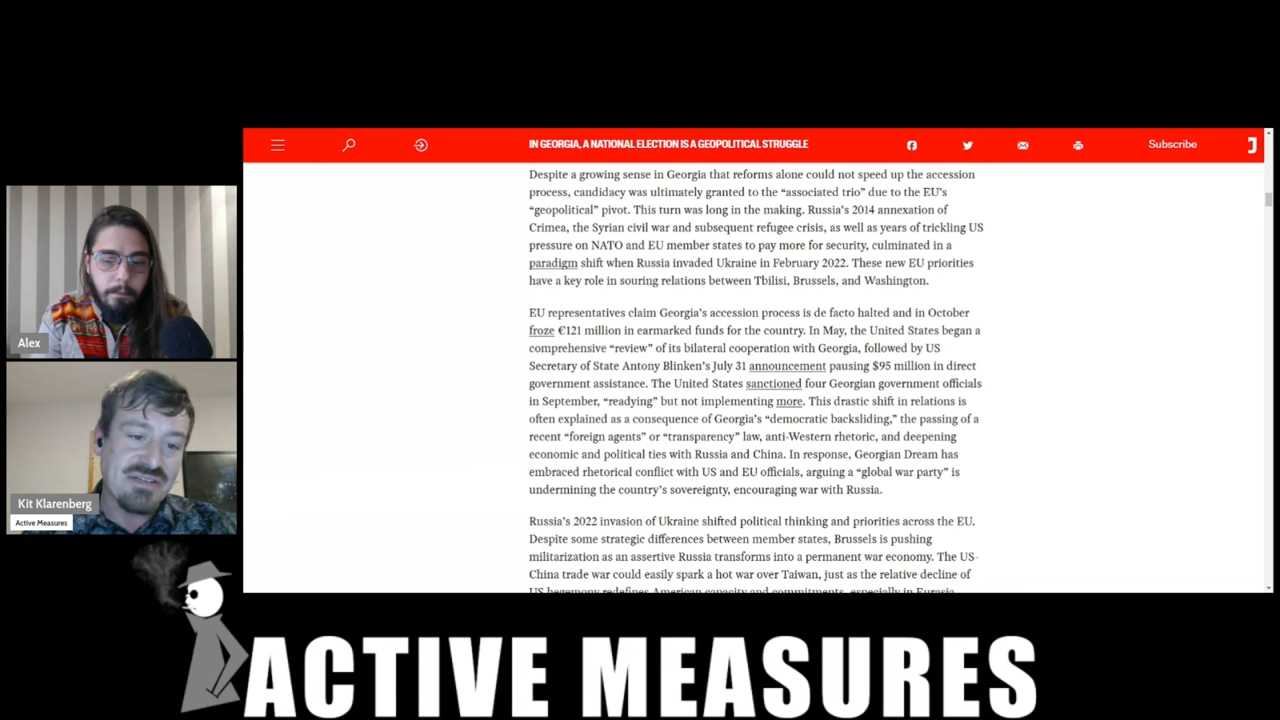 IN GEORGIA, A NATIONAL ELECTION IS A GEOPOLITICAL STRUGGLE
Subscribe
Despite a growing sense in Georgia that reforms alone could not speed up the accession
process, candidacy was ultimately granted to the “associated trio” due to the EU’s
“geopolitical” pivot. This turn was long in the making. Russia’s 2014 annexation of
Crimea, the Syrian civil war and subsequent refugee crisis, as well as years of trickling US
pressure on NATO and EU member states to pay more for security, culminated in a
paradigm shift when Russia invaded Ukraine in February 2022. These new EU priorities
have a key role in souring relations between Tbilisi, Brussels, and Washington.
EU representatives claim Georgia’s accession process is de facto halted and in October
froze €121 million in earmarked funds for the country. In May, the United States began a
comprehensive “review” of its bilateral cooperation with Georgia, followed by US
Secretary of State Antony Blinken’s July 31 announcement pausing $95 million in direct
government assistance. The United States sanctioned four Georgian government officials
in September, “readying” but not implementing more. This drastic shift in relations is
often explained as a consequence of Georgia’s “democratic backsliding,” the passing of a
recent “foreign agents” or “transparency” law, anti-Western rhetoric, and deepening
economic and political ties with Russia and China. In response, Georgian Dream has
embraced rhetorical conflict with US and EU officials, arguing a “global war party” is
undermining the country’s sovereignty, encouraging war with Russia.
Russia’s 2022 invasion of Ukraine shifted political thinking and priorities across the EU.
Despite some strategic differences between member states, Brussels is pushing
militarization as an assertive Russia transforms into a permanent war economy. The US-
China trade war could easily spark a hot war over Taiwan, just as the relative decline of
US hegemony redefines American capacity and commitments, especially in Eurasia.
Alex
Kit Klarenberg
Active Measures
ACTIVE MEASURES